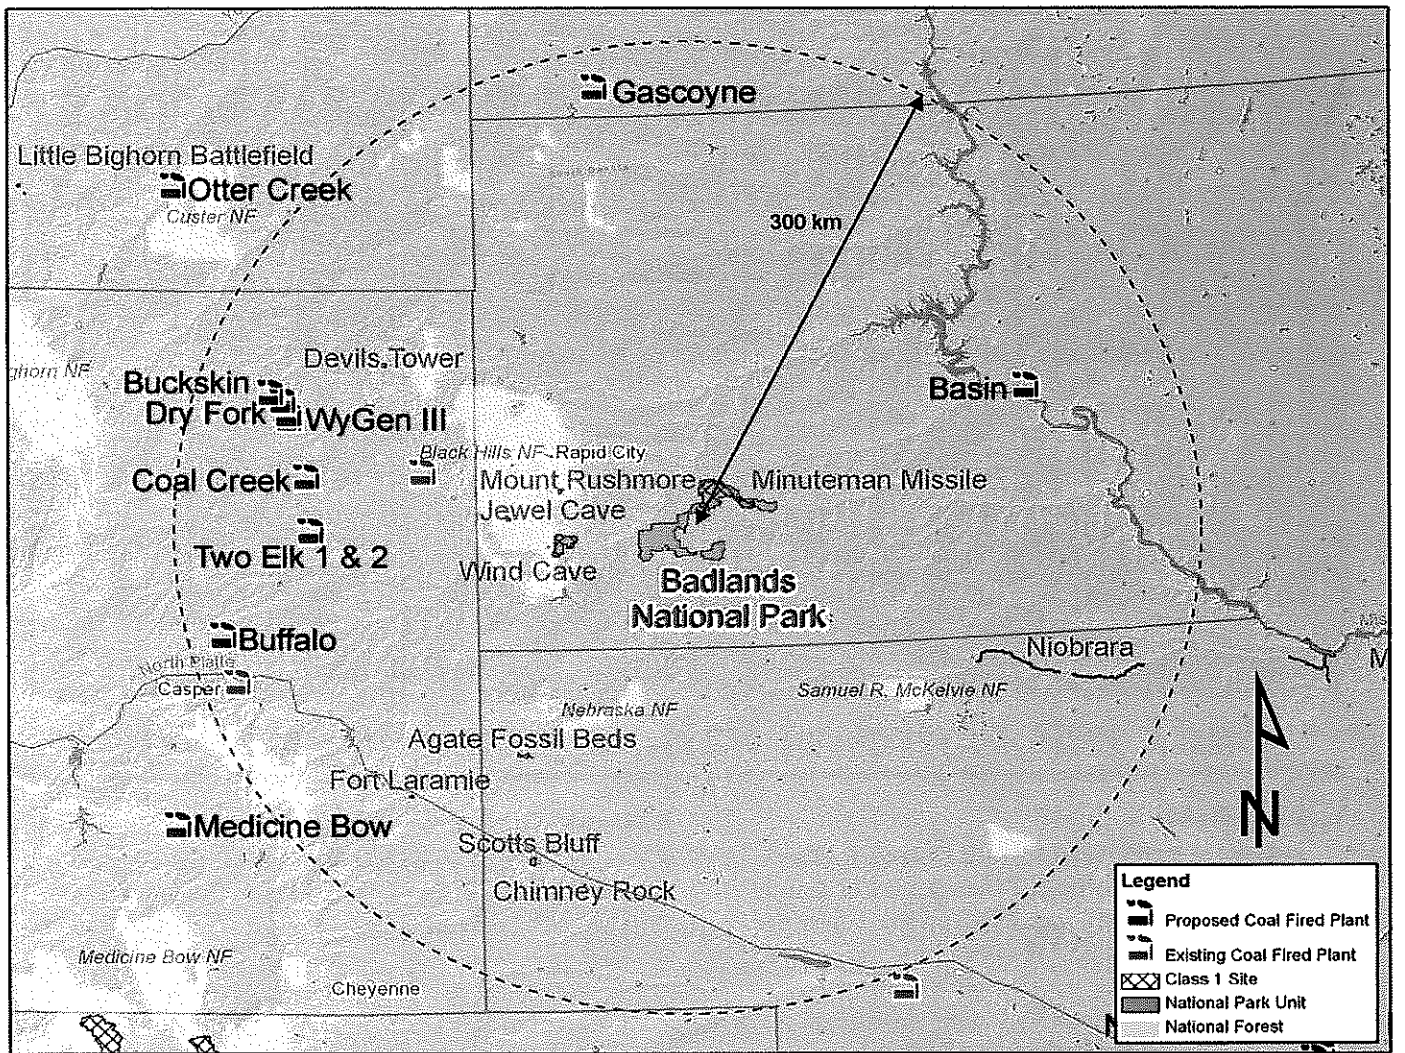 Gascoyne
Little Bighorn Battlefield
Otter Creek
Custer NF
300 km
Devils Tower
ghorn NF
Buckskin
Dry Fork
WyGen III
Basin
Black Hills NF
Rapid City
Coal Creek
Mount Rushmore
Minuteman Missile
Jewel Cave
Two Elk 1 & 2
Wind Cave
Badlands
National Park
Buffalo
North Platte
Casper
Niobrara
M
Samuel R. McKelvie NF
Nebraska NF
Agate Fossil Beds
Fort Laramie
Medicine Bow
Scotts Bluff
Chimney Rock
N
Medicine Bow NF
Cheyenne
Legend
Proposed Coal Fired Plant
Existing Coal Fired Plant
Class 1 Site
National Park Unit
National Forest